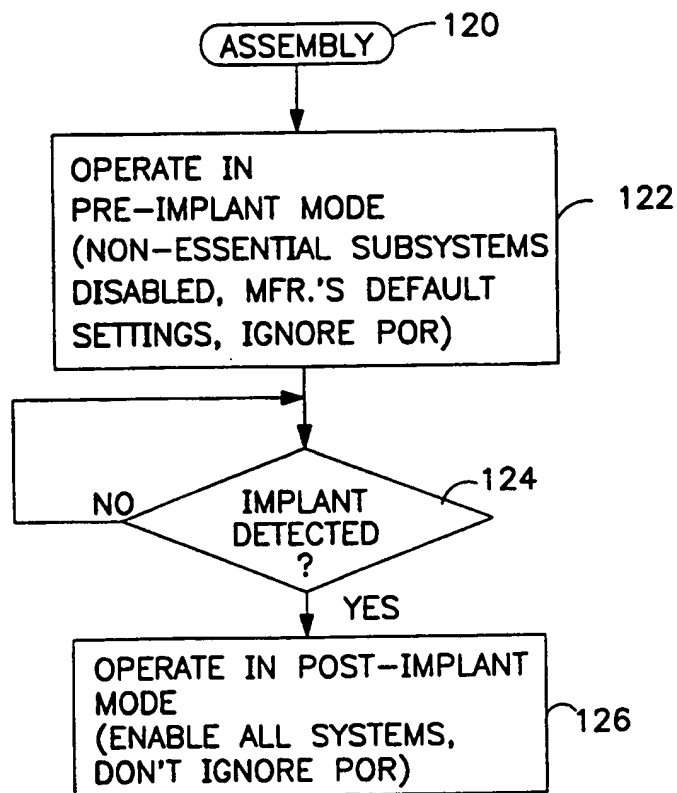 ASSEMBLY
120
OPERATE IN
PRE-IMPLANT MODE
(NON-ESSENTIAL SUBSYSTEMS
DISABLED, MFR.'S DEFAULT
SETTINGS, IGNORE POR)
122
NO
IMPLANT
DETECTED
?
124
YES
OPERATE IN POST-IMPLANT
MODE
(ENABLE ALL SYSTEMS,
DON'T IGNORE POR)
126